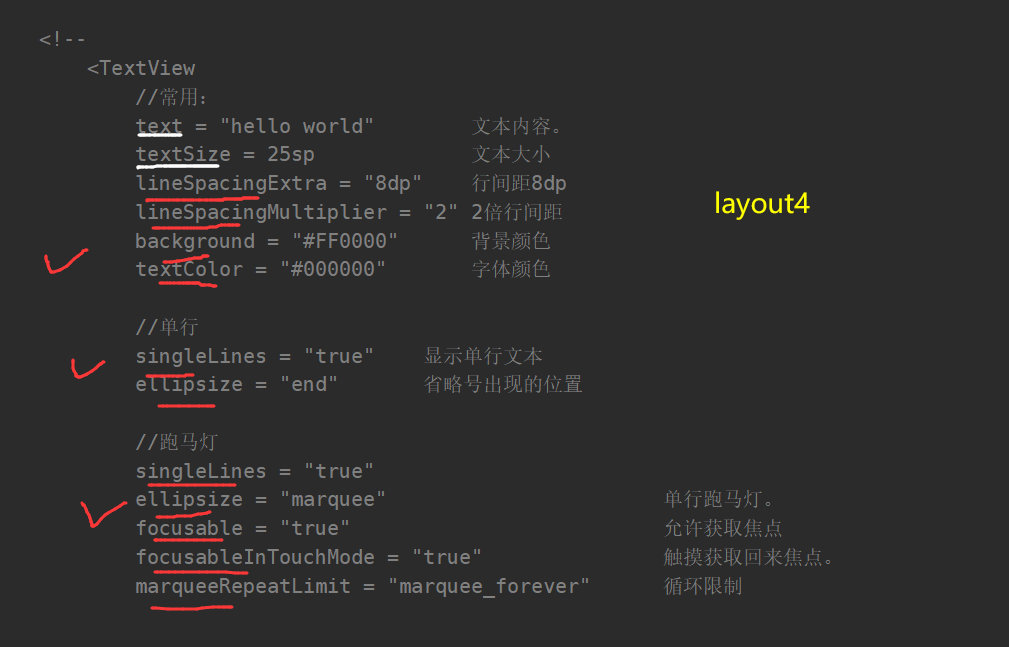 <!--
<TextView
//常用：
text = "hello world" 文本内容。
textSize = 25sp 文本大小
lineSpacingExtra = "8dp" 行间距8dp
layout4
lineSpacingMultiplier = "2" 2倍行间距
background = "#FF0000" 背景颜色
textColor = "#000000" 字体颜色
//单行
singleLines = "true" 显示单行文本
ellipsize = "end" 省略号出现的位置
//跑马灯
singleLines = "true"
ellipsize = "marquee" 单行跑马灯。
focusable = "true" 允许获取焦点
focusableInTouchMode = "true" 触摸获取回来焦点。
marqueeRepeatLimit = "marquee_forever" 循环限制